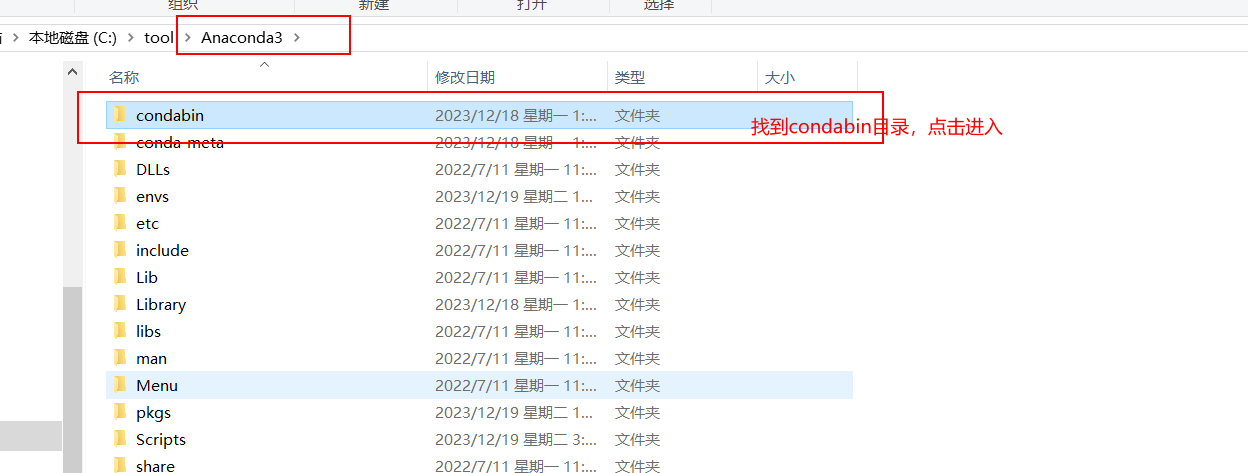 组织 新建 打开 选择
本地磁盘 (C:) > tool > Anaconda3 >
名称 修改日期 类型 大小
condabin 2023/12/18 星期一 1:... 文件夹
找到condabin目录，点击进入
conda-meta 2023/12/18 星期一 1:... 文件夹
DLLs 2022/7/11 星期一 11:... 文件夹
envs 2023/12/19 星期二 1... 文件夹
etc 2022/7/11 星期一 11:... 文件夹
include 2022/7/11 星期一 11:... 文件夹
Lib 2022/7/11 星期一 11:... 文件夹
Library 2023/12/18 星期一 1:... 文件夹
libs 2022/7/11 星期一 11:... 文件夹
man 2022/7/11 星期一 11:... 文件夹
Menu 2022/7/11 星期一 11:... 文件夹
pkgs 2023/12/19 星期二 1... 文件夹
Scripts 2023/12/19 星期二 3:... 文件夹
share 2022/7/11 星期一 11:... 文件夹